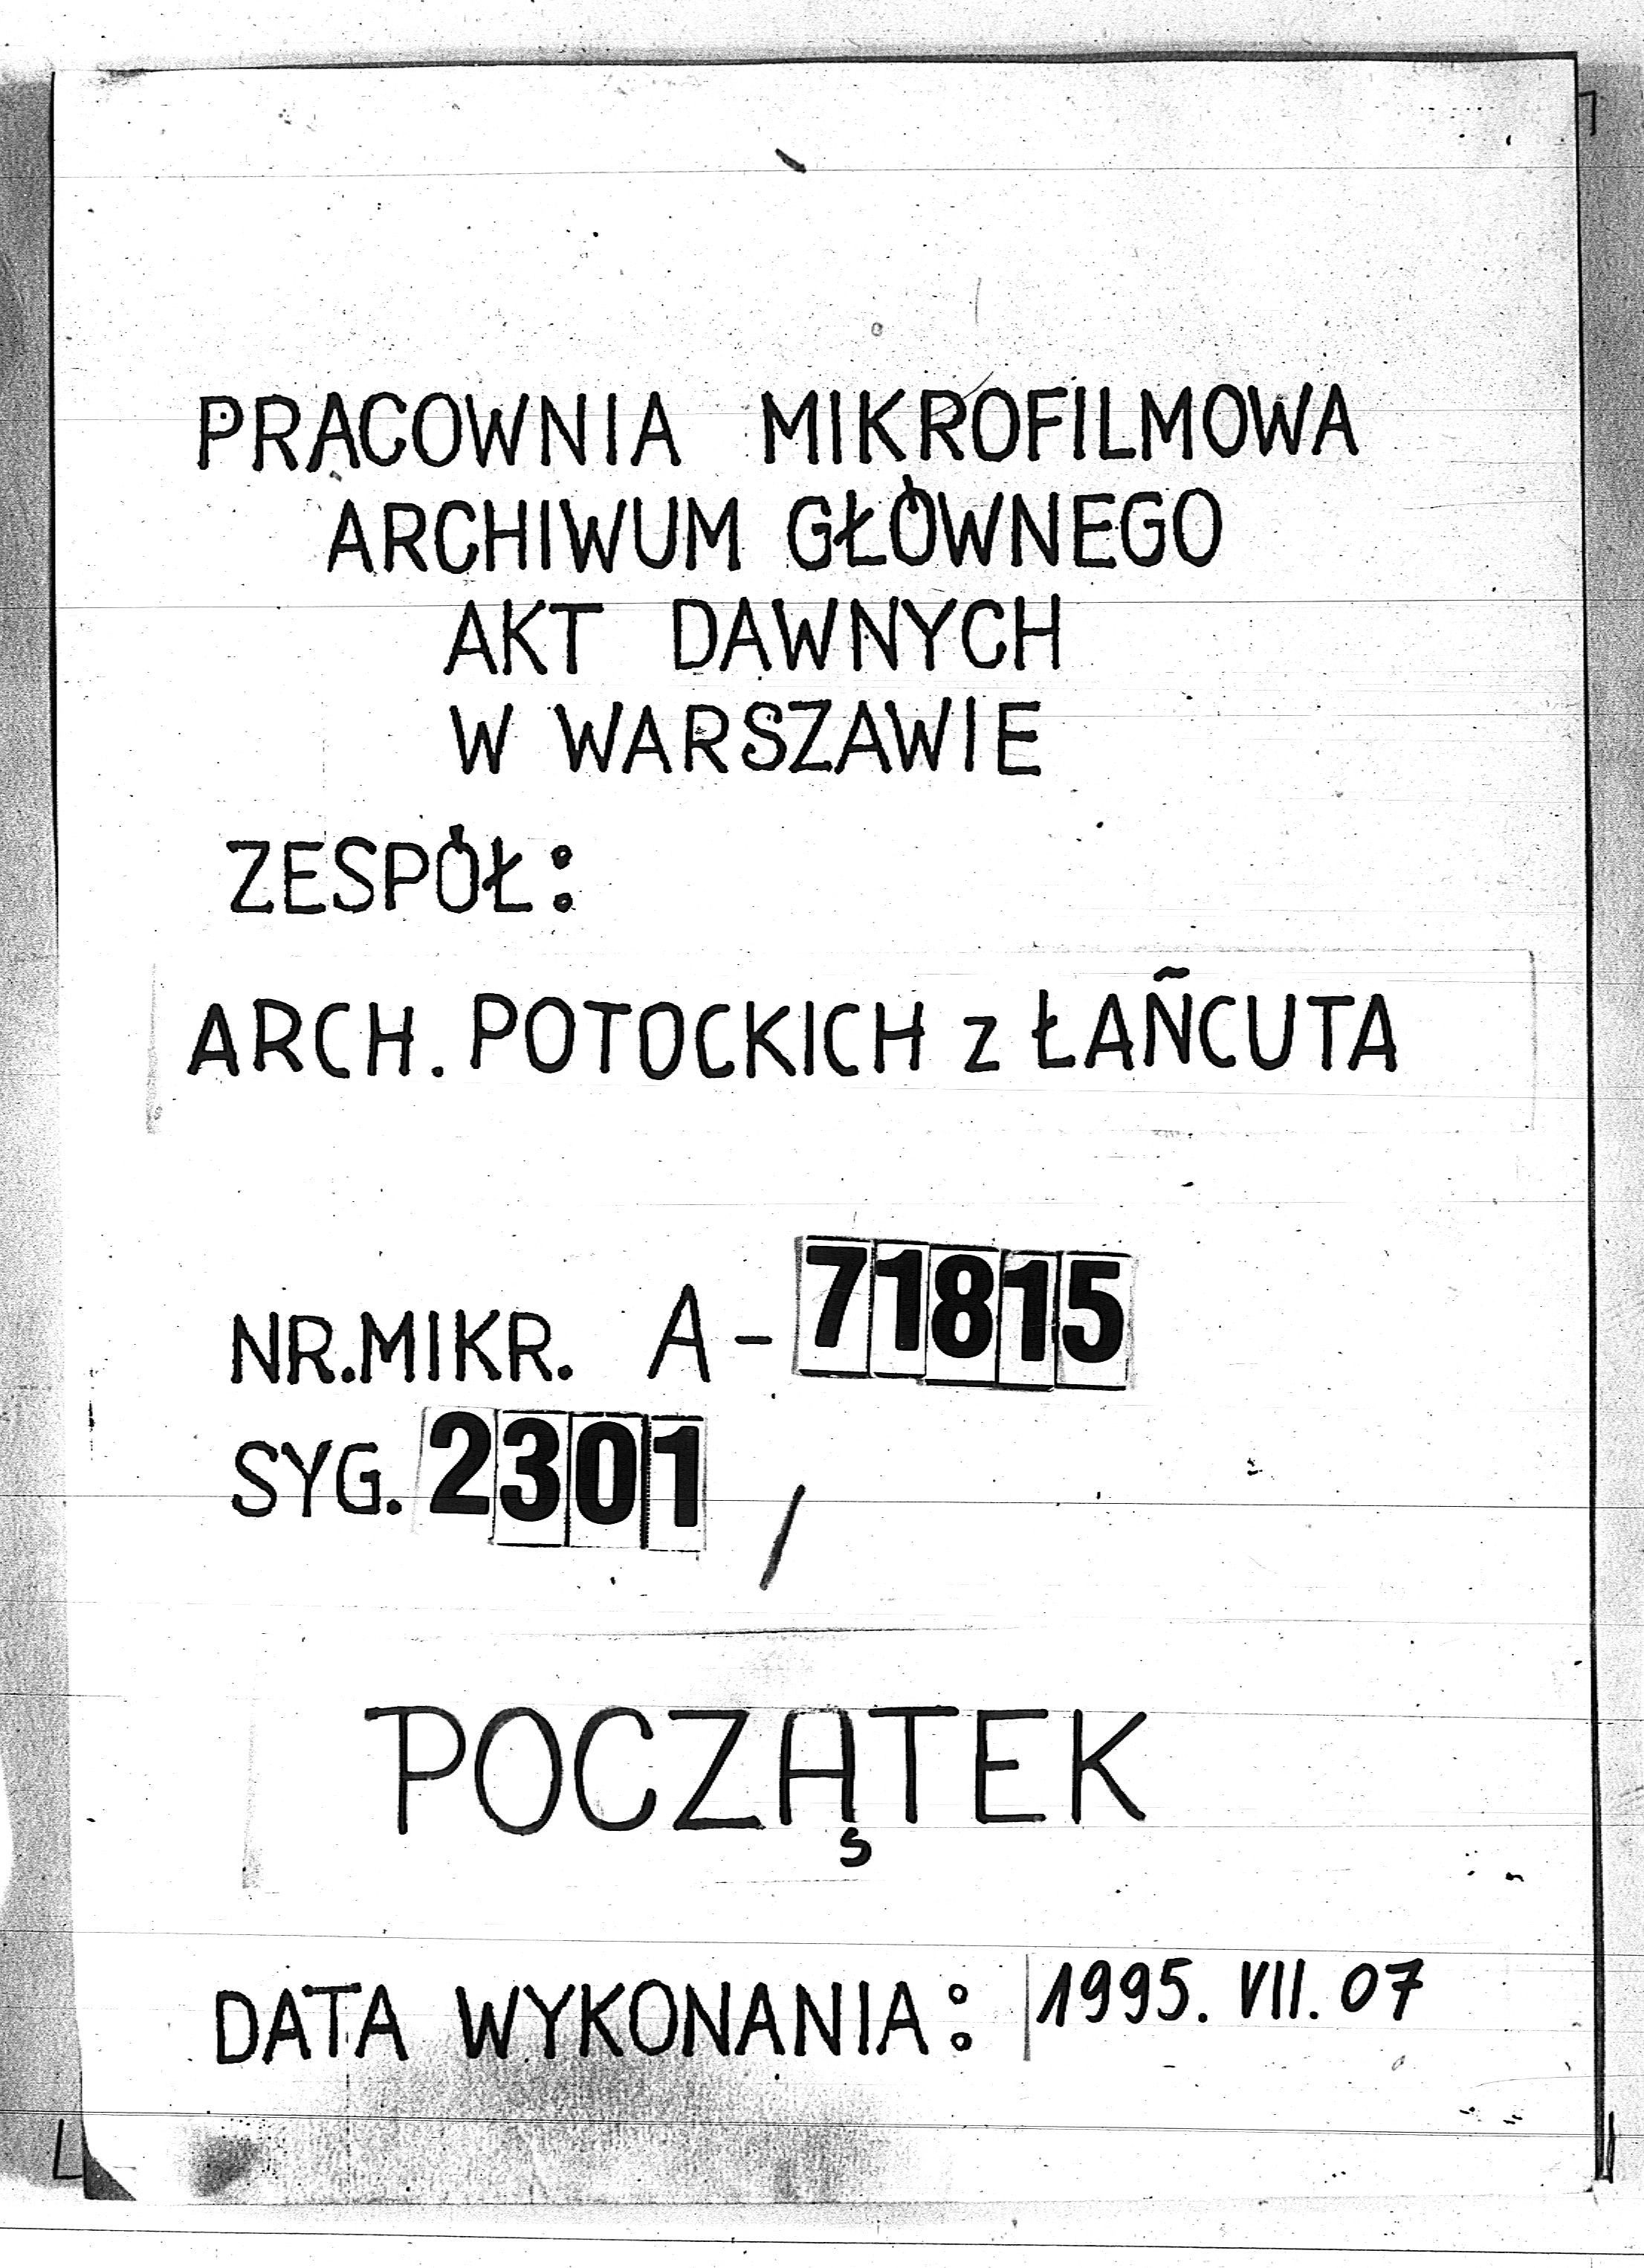 PRACOWNIA MIKROFILMOWA
ARCHIWUM GŁÓWNEGO
AKT DAWNYCH
W WARSZAWIE
ZESPÓŁ:
ARCH. POTOCKICH z ŁAÑCUTA
NR.MIKR. A-71815
SYG. 2301 /
POCZĄTEK
DATA WYKONANIA: 1995. VII. 07